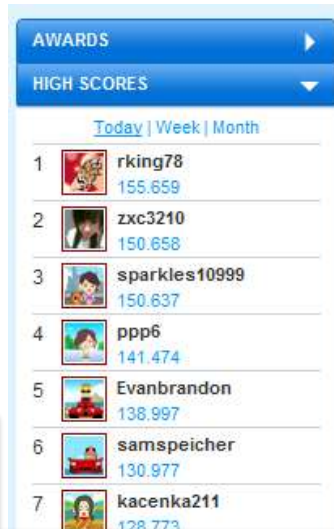 AWARDS
HIGH SCORES
Today | Week | Month
1 rking78
155.659
2 zxc3210
150.658
3 sparkles10999
150.637
4 ppp6
141.474
5 Evanbrandon
138.997
6 samspeicher
130.977
7 kacenka211
128.773